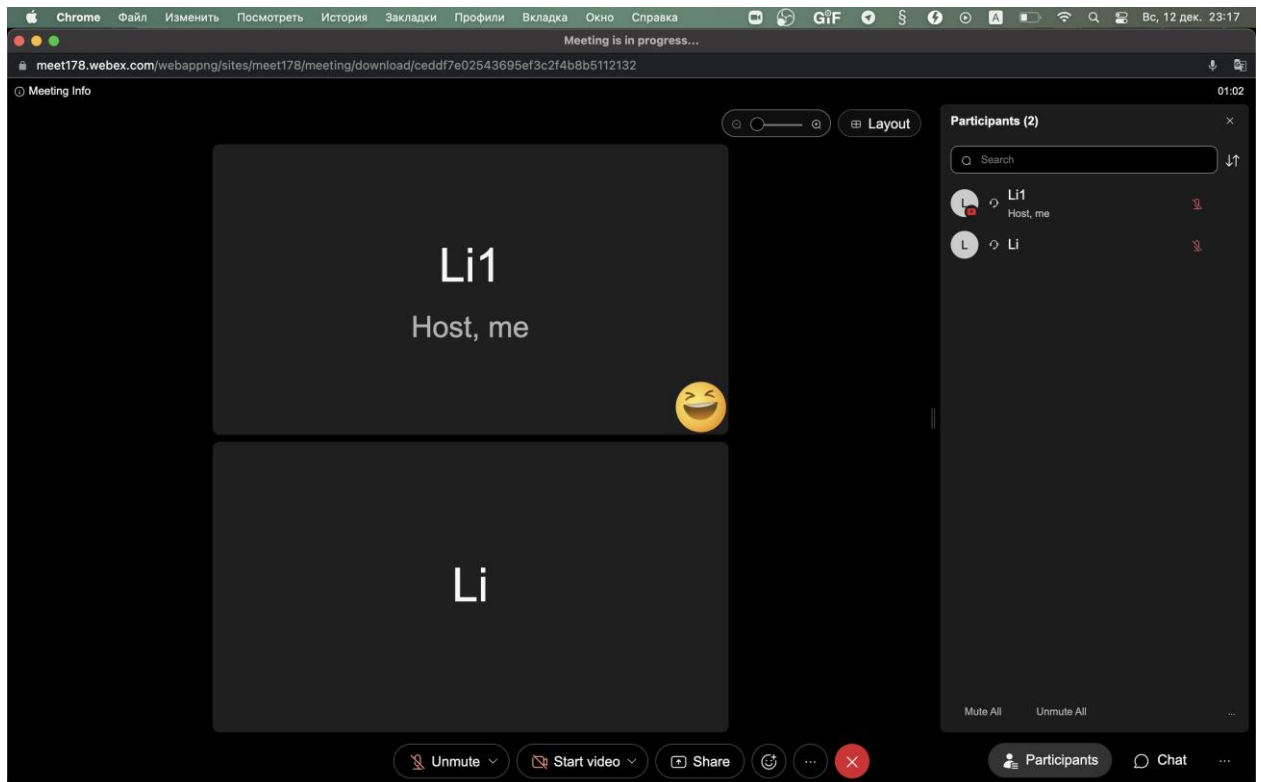 Chrome Файл Изменить Посмотреть История Закладки Профили Вкладка Окно Справка GIF § A Вс, 12 дек. 23:17
Meeting is in progress...
meet178.webex.com/webappng/sites/meet178/meeting/download/ceddf7e02543695ef3c2f4b8b5112132
Meeting Info 01:02
Layout
Participants (2)
Search
L Li1
Host, me
L Li
Li1
Host, me
Li
Mute All Unmute All ...
Unmute Start video Share ... Participants Chat ...